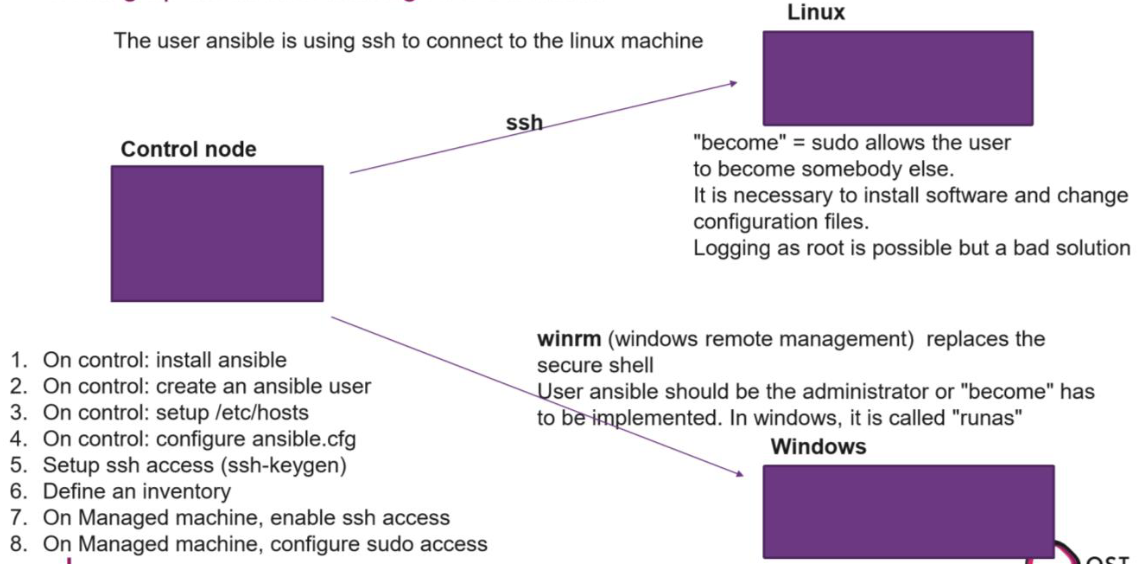 Linux
The user ansible is using ssh to connect to the linux machine
ssh
Control node
"become" = sudo allows the user
to become somebody else.
It is necessary to install software and change
configuration files.
Logging as root is possible but a bad solution
winrm (windows remote management)  replaces the
secure shell
User ansible should be the administrator or "become" has
to be implemented. In windows, it is called "runas"
Windows
1. On control: install ansible
2. On control: create an ansible user
3. On control: setup /etc/hosts
4. On control: configure ansible.cfg
5. Setup ssh access (ssh-keygen)
6. Define an inventory
7. On Managed machine, enable ssh access
8. On Managed machine, configure sudo access